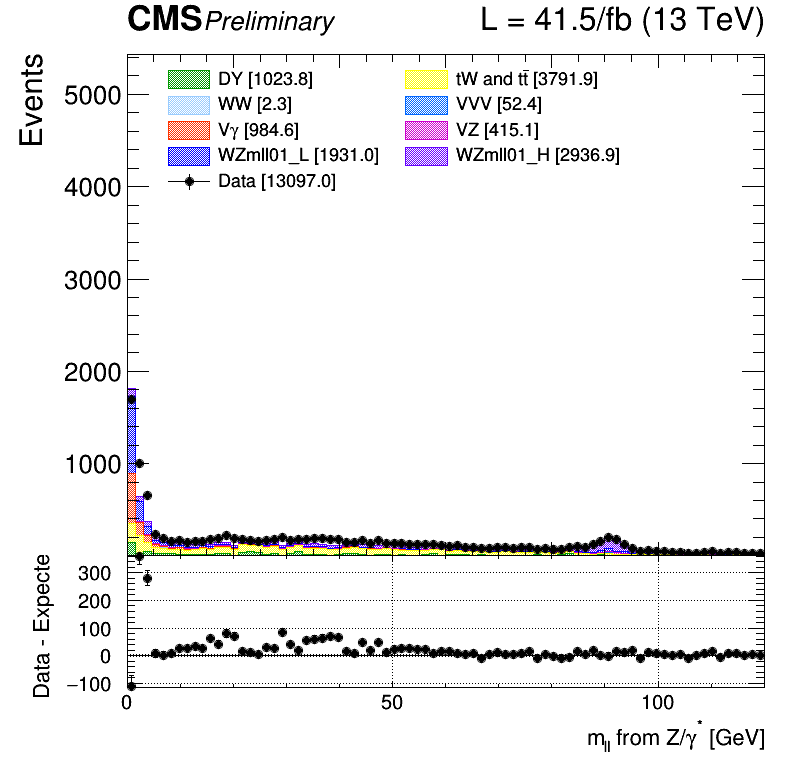 CMS Preliminary L = 41.5/fb (13 TeV)
Events
5000
4000
3000
2000
1000
DY [1023.8] tW and tt̄ [3791.9]
WW [2.3] VVV [52.4]
Vγ [984.6] VZ [415.1]
WZmll01_L [1931.0] WZmll01_H [2936.9]
Data [13097.0]
Data - Expecte
300
200
100
0
−100
0 50 100
m_ll from Z/γ* [GeV]